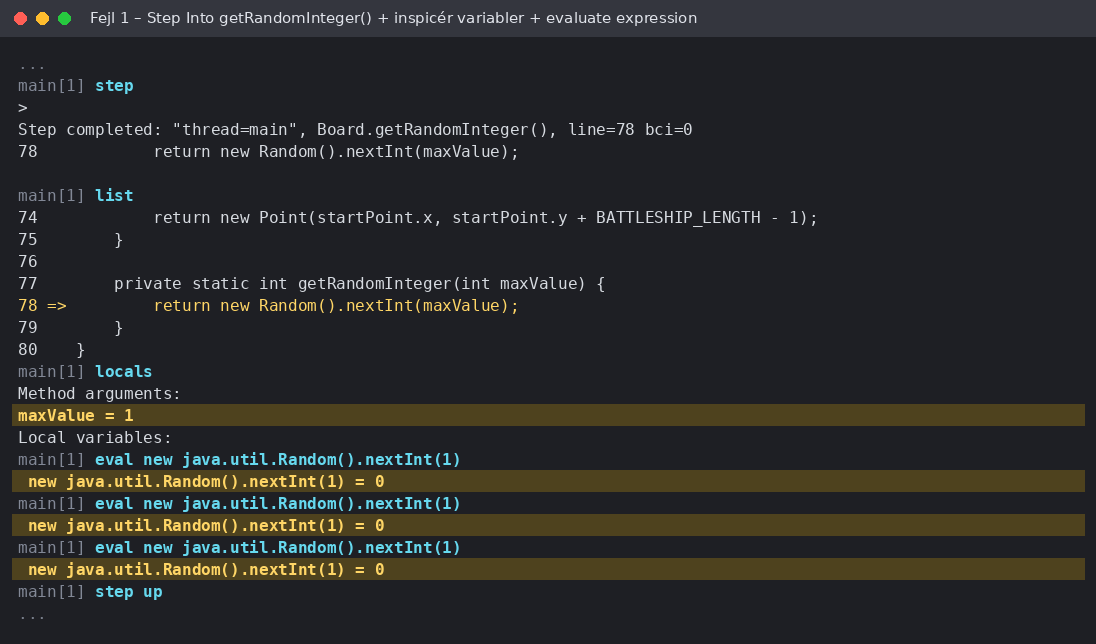 Fejl 1 – Step Into getRandomInteger() + inspicér variabler + evaluate expression
...
main[1] step
>
Step completed: "thread=main", Board.getRandomInteger(), line=78 bci=0
78            return new Random().nextInt(maxValue);
main[1] list
74            return new Point(startPoint.x, startPoint.y + BATTLESHIP_LENGTH - 1);
75        }
76
77        private static int getRandomInteger(int maxValue) {
78 =>         return new Random().nextInt(maxValue);
79        }
80    }
main[1] locals
Method arguments:
maxValue = 1
Local variables:
main[1] eval new java.util.Random().nextInt(1)
 new java.util.Random().nextInt(1) = 0
main[1] eval new java.util.Random().nextInt(1)
 new java.util.Random().nextInt(1) = 0
main[1] eval new java.util.Random().nextInt(1)
 new java.util.Random().nextInt(1) = 0
main[1] step up
...